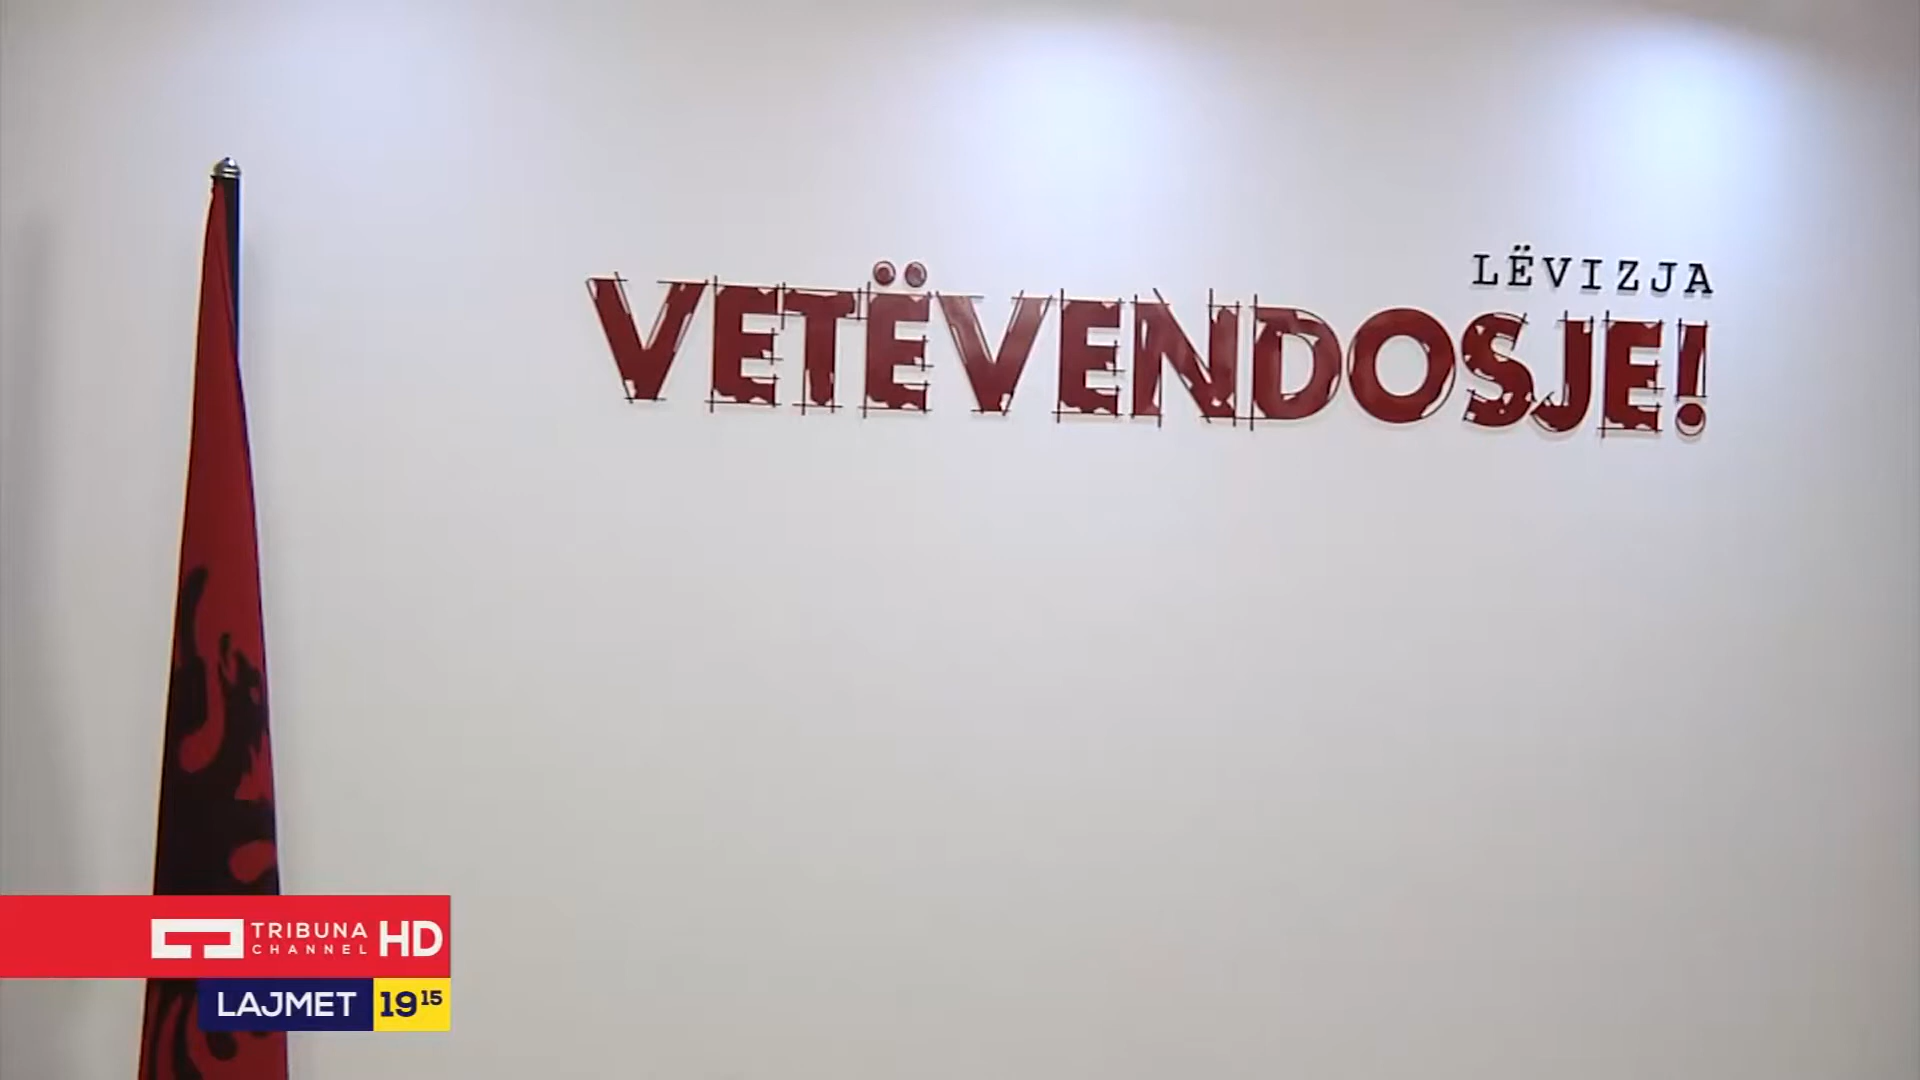 LËVIZJA
VETËVENDOSJE!
TRIBUNA
CHANNEL
HD
LAJMET 19 15